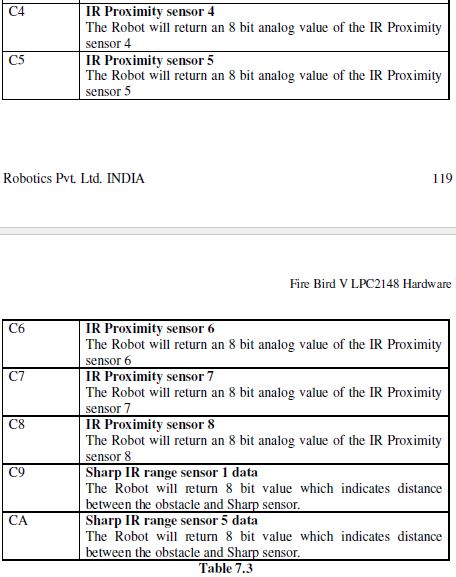 C4 IR Proximity sensor 4
The Robot will return an 8 bit analog value of the IR Proximity
sensor 4
C5 IR Proximity sensor 5
The Robot will return an 8 bit analog value of the IR Proximity
sensor 5
Robotics Pvt. Ltd. INDIA 119
Fire Bird V LPC2148 Hardware
C6 IR Proximity sensor 6
The Robot will return an 8 bit analog value of the IR Proximity
sensor 6
C7 IR Proximity sensor 7
The Robot will return an 8 bit analog value of the IR Proximity
sensor 7
C8 IR Proximity sensor 8
The Robot will return an 8 bit analog value of the IR Proximity
sensor 8
C9 Sharp IR range sensor 1 data
The Robot will return 8 bit value which indicates distance
between the obstacle and Sharp sensor.
CA Sharp IR range sensor 5 data
The Robot will return 8 bit value which indicates distance
between the obstacle and Sharp sensor.
Table 7.3